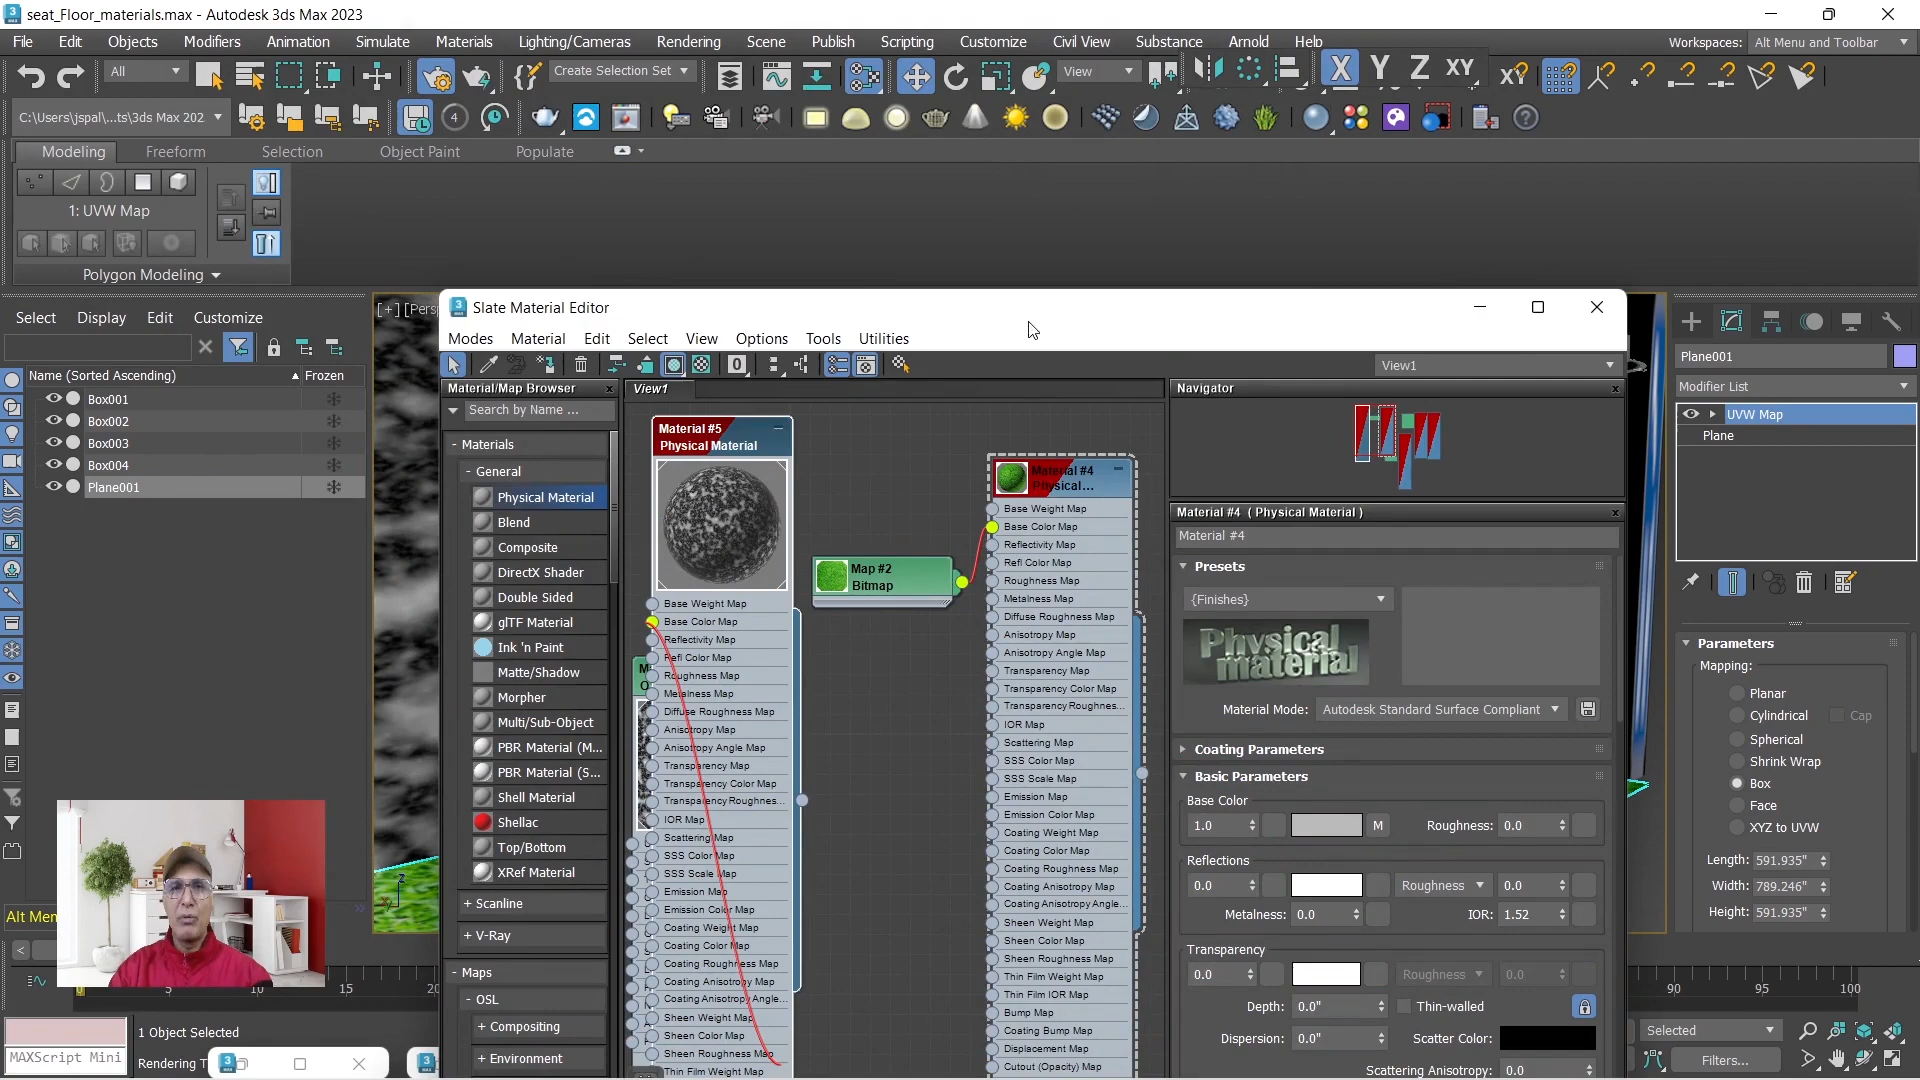 seat_Floor_materials.max - Autodesk 3ds Max 2023
File Edit Objects Modifiers Animation Simulate Materials Lighting/Cameras Rendering Scene Publish Scripting Customize Civil View Substance Arnold Help
Workspaces: Alt Menu and Toolbar
All
Create Selection Set
View
X Y Z XY XY
C:\Users\jspal\...ts\3ds Max 202
4
Modeling Freeform Selection Object Paint Populate
1: UVW Map
Polygon Modeling
Select Display Edit Customize
Name (Sorted Ascending) Frozen
Box001
Box002
Box003
Box004
Plane001
[+] [Persp
Slate Material Editor
Modes Material Edit Select View Options Tools Utilities
0
View1
Material/Map Browser
Search by Name ...
- Materials
- General
Physical Material
Blend
Composite
DirectX Shader
Double Sided
glTF Material
Ink 'n Paint
Matte/Shadow
Morpher
Multi/Sub-Object
PBR Material (M...
PBR Material (S...
Shell Material
Shellac
Top/Bottom
XRef Material
+ Scanline
+ V-Ray
- Maps
- OSL
+ Compositing
+ Environment
View1
Material #5
Physical Material
Base Weight Map
Base Color Map
Reflectivity Map
Refl Color Map
Roughness Map
Metalness Map
Diffuse Roughness Map
Anisotropy Map
Anisotropy Angle Map
Transparency Map
Transparency Color Map
Transparency Roughnes...
IOR Map
Scattering Map
SSS Color Map
SSS Scale Map
Emission Map
Emission Color Map
Coating Weight Map
Coating Color Map
Coating Roughness Map
Coating Anisotropy Map
Coating Anisotropy Angle...
Sheen Weight Map
Sheen Color Map
Sheen Roughness Map
Thin Film Weight Map
Map #2
Bitmap
Material #4
Physical...
Base Weight Map
Base Color Map
Reflectivity Map
Refl Color Map
Roughness Map
Metalness Map
Diffuse Roughness Map
Anisotropy Map
Anisotropy Angle Map
Transparency Map
Transparency Color Map
Transparency Roughnes...
IOR Map
Scattering Map
SSS Color Map
SSS Scale Map
Emission Map
Emission Color Map
Coating Weight Map
Coating Color Map
Coating Roughness Map
Coating Anisotropy Map
Coating Anisotropy Angle...
Sheen Weight Map
Sheen Color Map
Sheen Roughness Map
Thin Film Weight Map
Thin Film IOR Map
Bump Map
Coating Bump Map
Displacement Map
Cutout (Opacity) Map
Navigator
Material #4 ( Physical Material )
Material #4
Presets
{Finishes}
Physical material
Material Mode: Autodesk Standard Surface Compliant
Coating Parameters
Basic Parameters
Base Color
1.0 M Roughness: 0.0
Reflections
0.0 Roughness 0.0
Metalness: 0.0 IOR: 1.52
Transparency
0.0 Roughness 0.0
Depth: 0.0" Thin-walled
Dispersion: 0.0" Scatter Color:
Scattering Anisotropy: 0.0
Plane001
Modifier List
UVW Map
Plane
Parameters
Mapping:
Planar
Cylindrical Cap
Spherical
Shrink Wrap
Box
Face
XYZ to UVW
Length: 591.935"
Width: 789.246"
Height: 591.935"
Alt Men
5 10 15 20
90 95 100
1 Object Selected
MAXScript Mini
Rendering T
Selected
Filters...